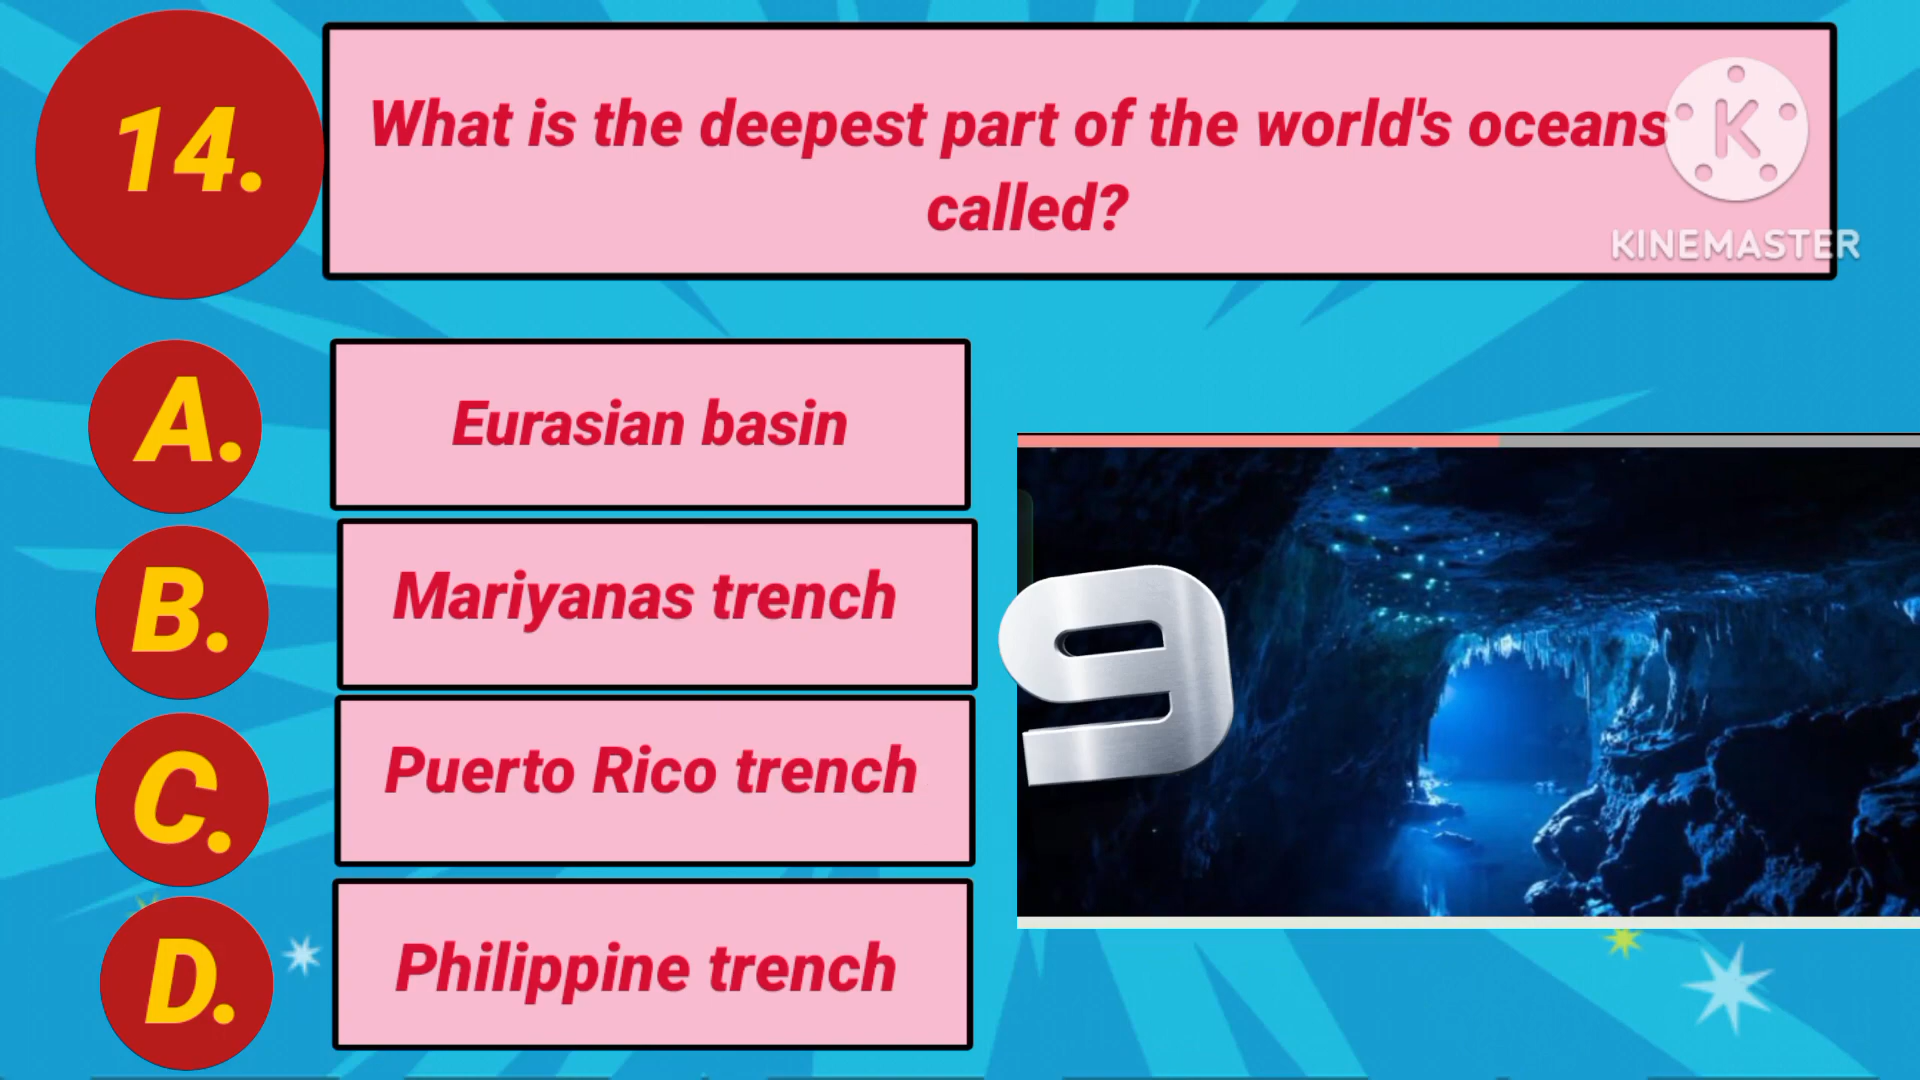 14.
What is the deepest part of the world's oceans
called?
K
KINEMASTER
A.
Eurasian basin
B.
Mariyanas trench
9
C.
Puerto Rico trench
D.
Philippine trench